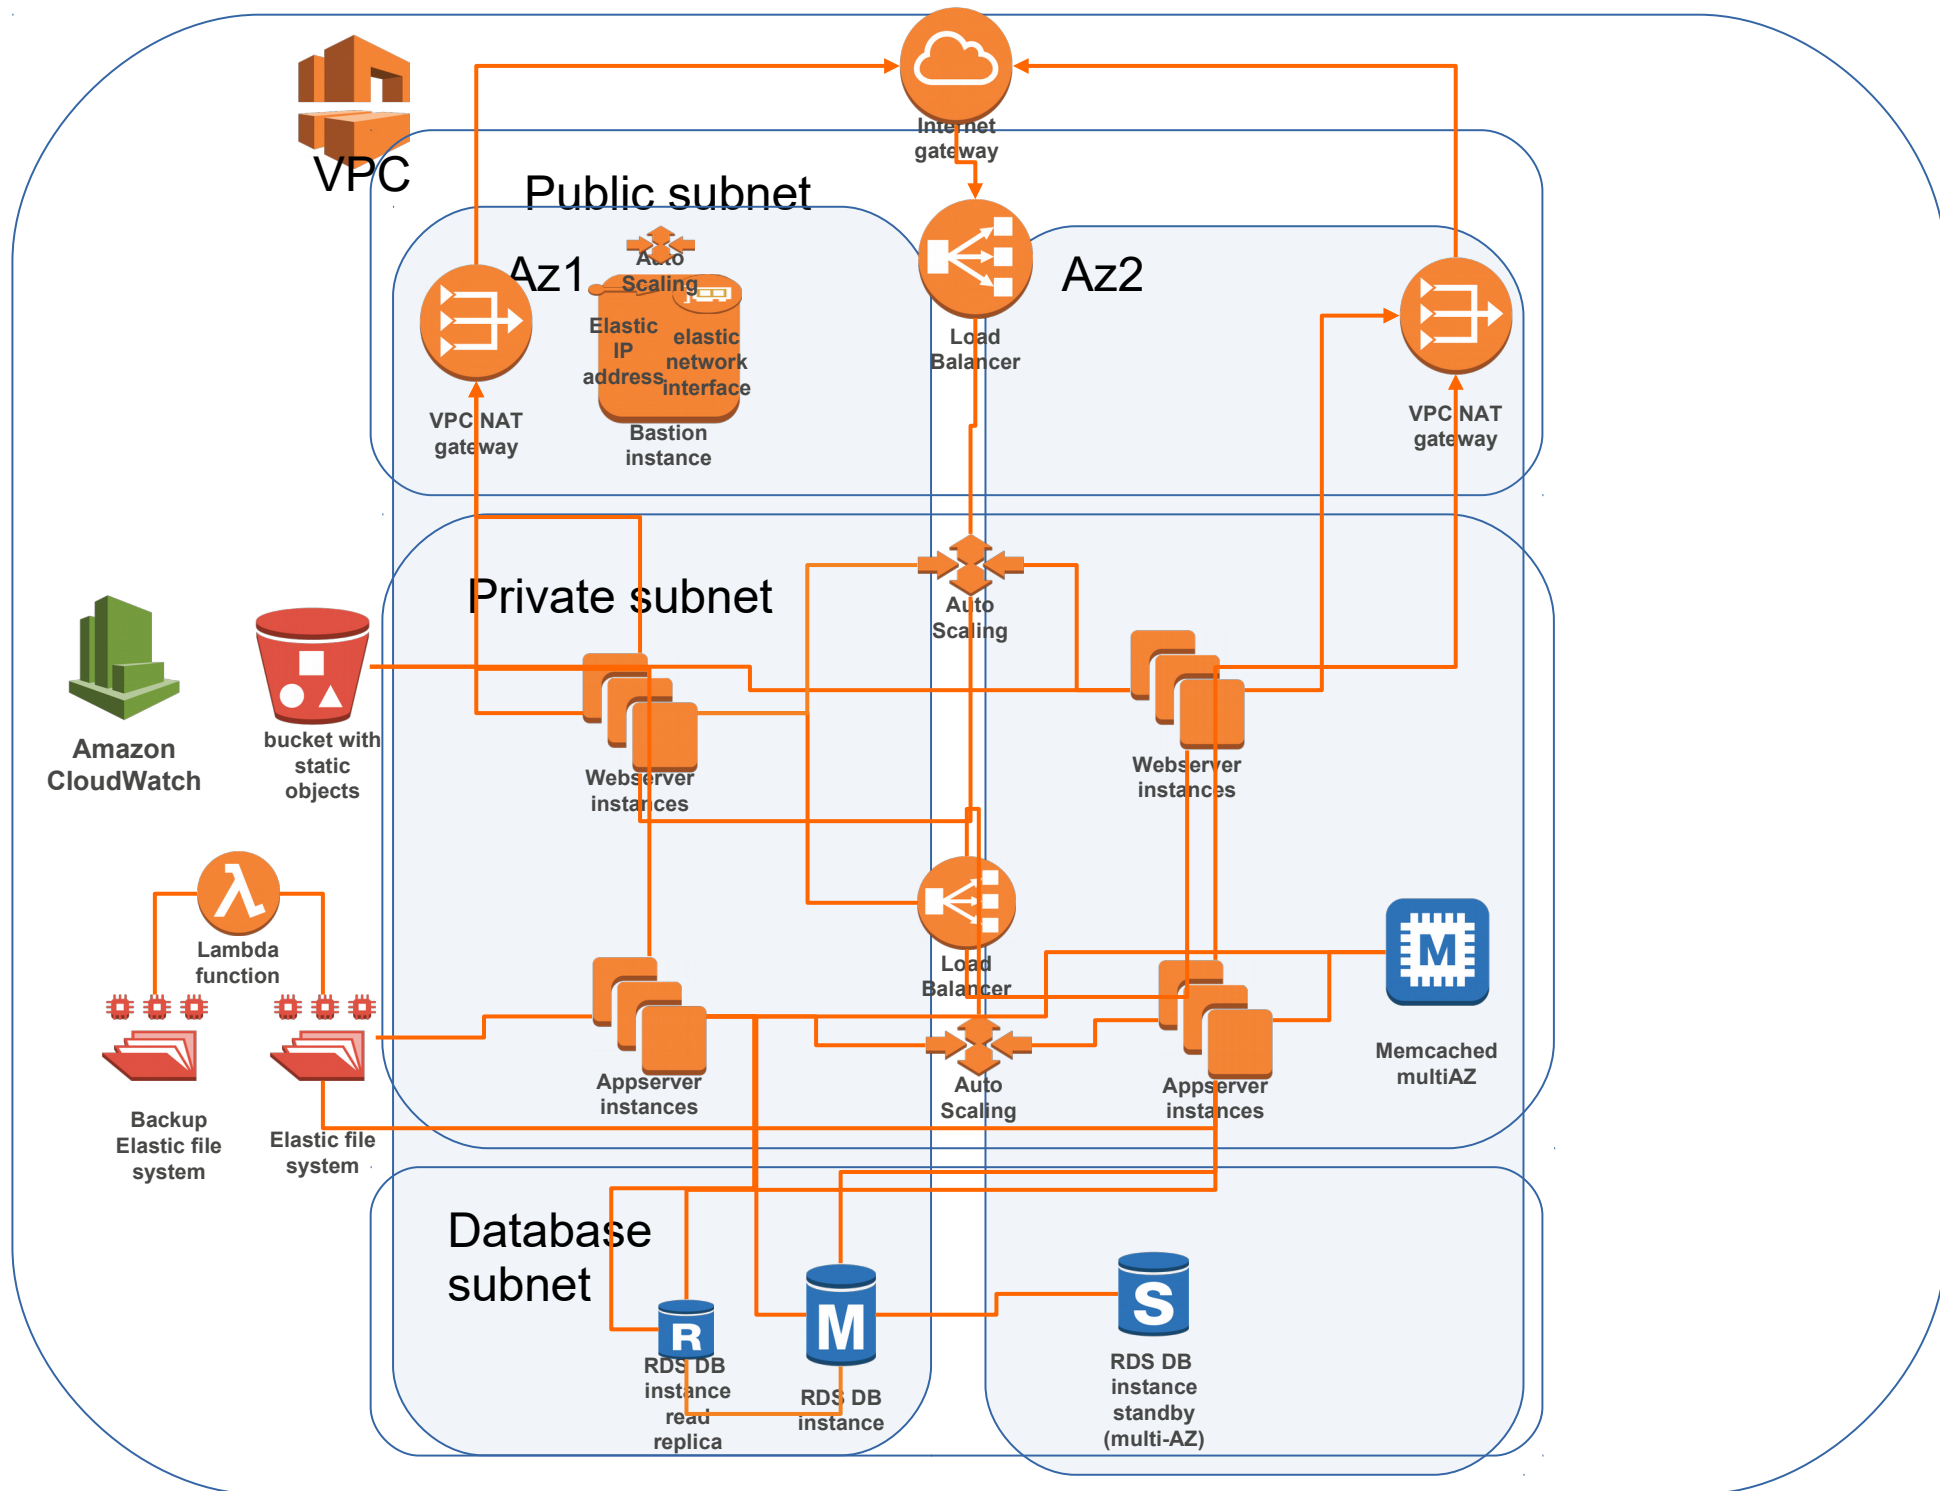 Internet
gateway
VPC
Public subnet
Az1
Auto
Scaling
Az2
Elastic
IP
address
elastic
network
interface
Load
Balancer
VPC NAT
gateway
Bastion
instance
VPC NAT
gateway
Private subnet
Auto
Scaling
Amazon
CloudWatch
bucket with
static
objects
Webserver
instances
Webserver
instances
Lambda
function
Load
Balancer
M
Memcached
multiAZ
Appserver
instances
Auto
Scaling
Appserver
instances
Backup
Elastic file
system
Elastic file
system
Database
subnet
R
M
S
RDS DB
instance
read
replica
RDS DB
instance
RDS DB
instance
standby
(multi-AZ)